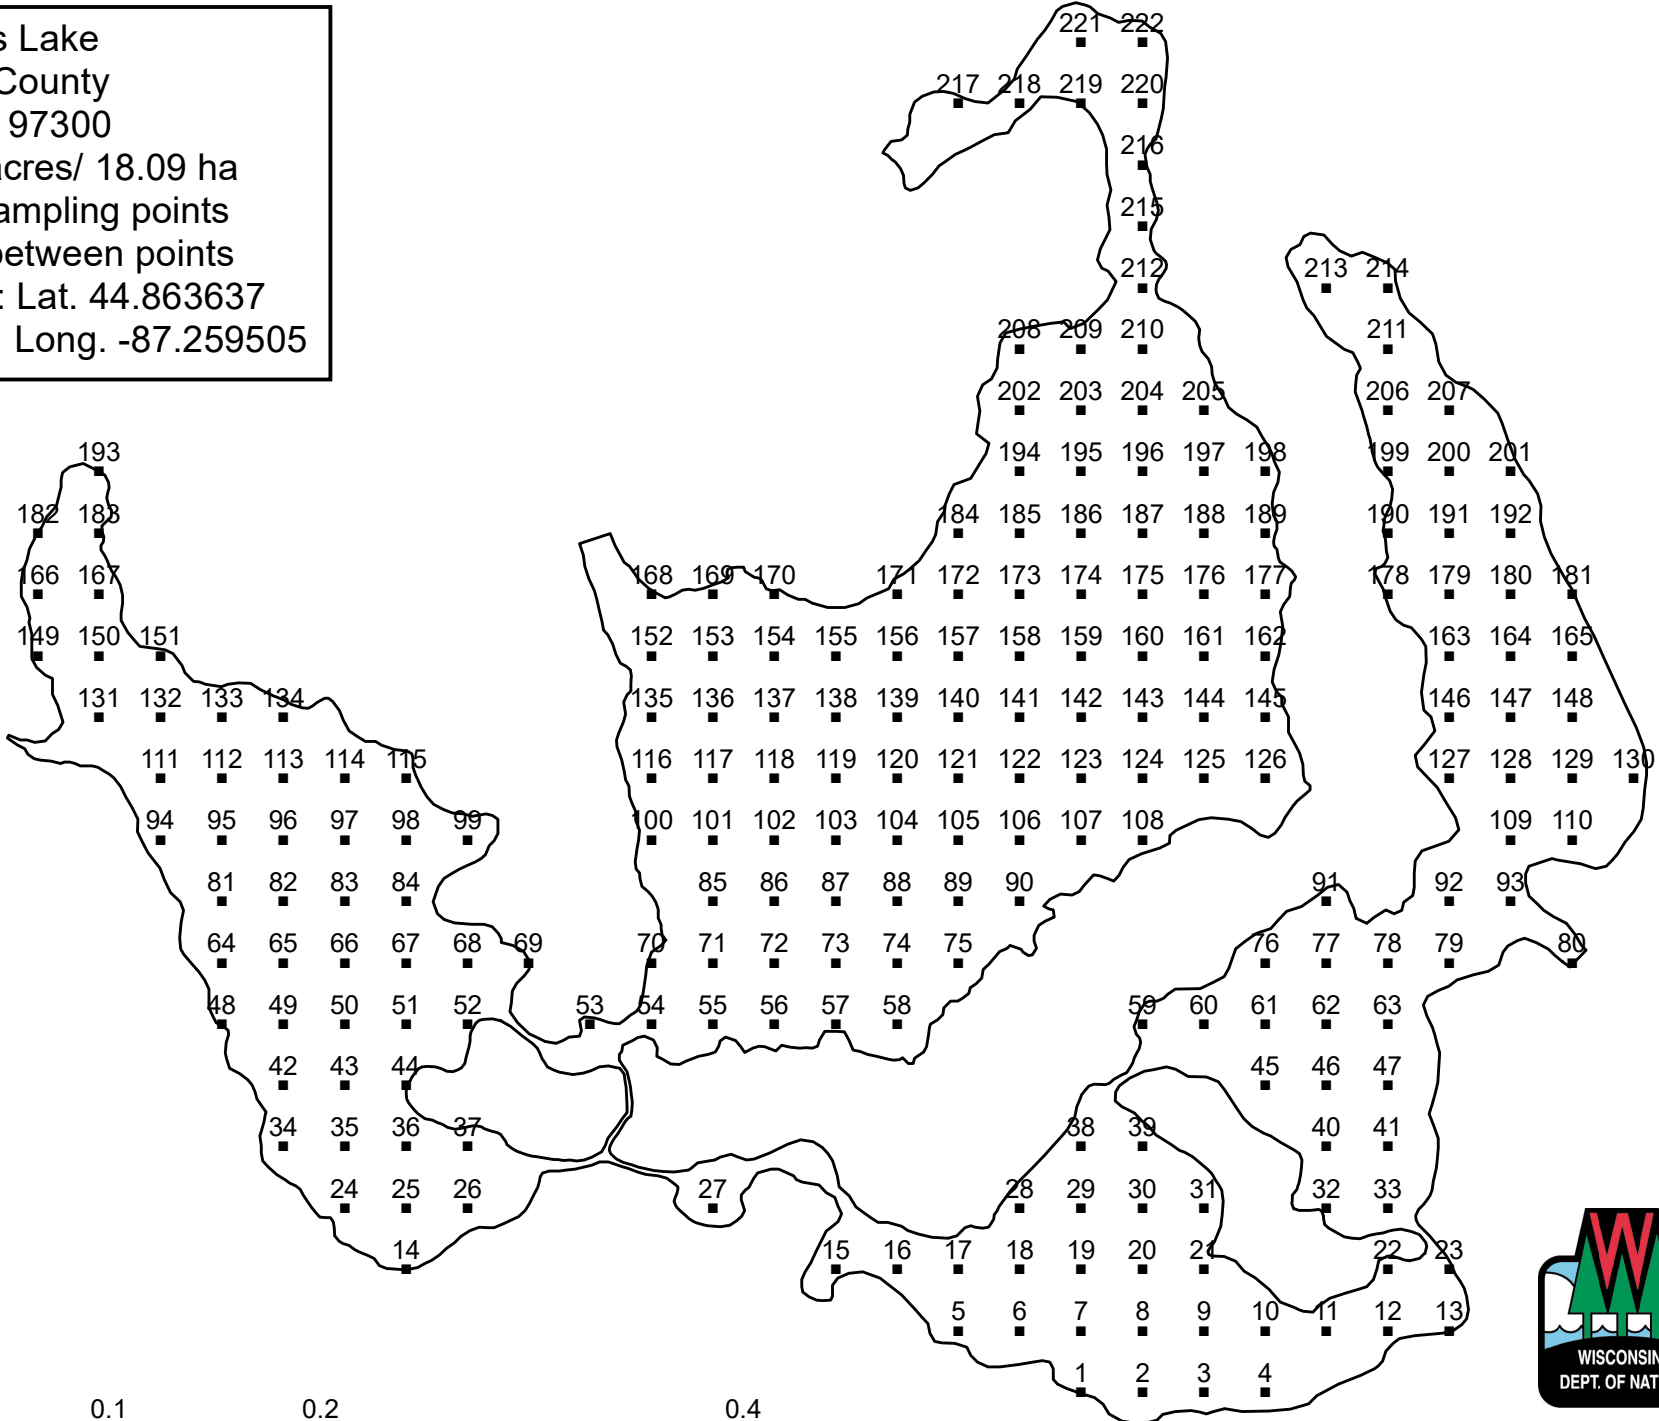 s Lake
County
97300
acres/ 18.09 ha
ampling points
between points
: Lat. 44.863637
Long. -87.259505
221 222
217 218 219 220
216
215
212 213 214
208 209 210 211
202 203 204 205 206 207
193 194 195 196 197 198 199 200 201
182 183 184 185 186 187 188 189 190 191 192
166 167 168 169 170 171 172 173 174 175 176 177 178 179 180 181
149 150 151 152 153 154 155 156 157 158 159 160 161 162 163 164 165
131 132 133 134 135 136 137 138 139 140 141 142 143 144 145 146 147 148
111 112 113 114 115 116 117 118 119 120 121 122 123 124 125 126 127 128 129 130
94 95 96 97 98 99 100 101 102 103 104 105 106 107 108 109 110
81 82 83 84 85 86 87 88 89 90 91 92 93
64 65 66 67 68 69 70 71 72 73 74 75 76 77 78 79 80
48 49 50 51 52 53 54 55 56 57 58 59 60 61 62 63
42 43 44 45 46 47
34 35 36 37 38 39 40 41
24 25 26 27 28 29 30 31 32 33
14 15 16 17 18 19 20 21 22 23
5 6 7 8 9 10 11 12 13
1 2 3 4
0.1 0.2 0.4
W
WISCONSIN
DEPT. OF NAT